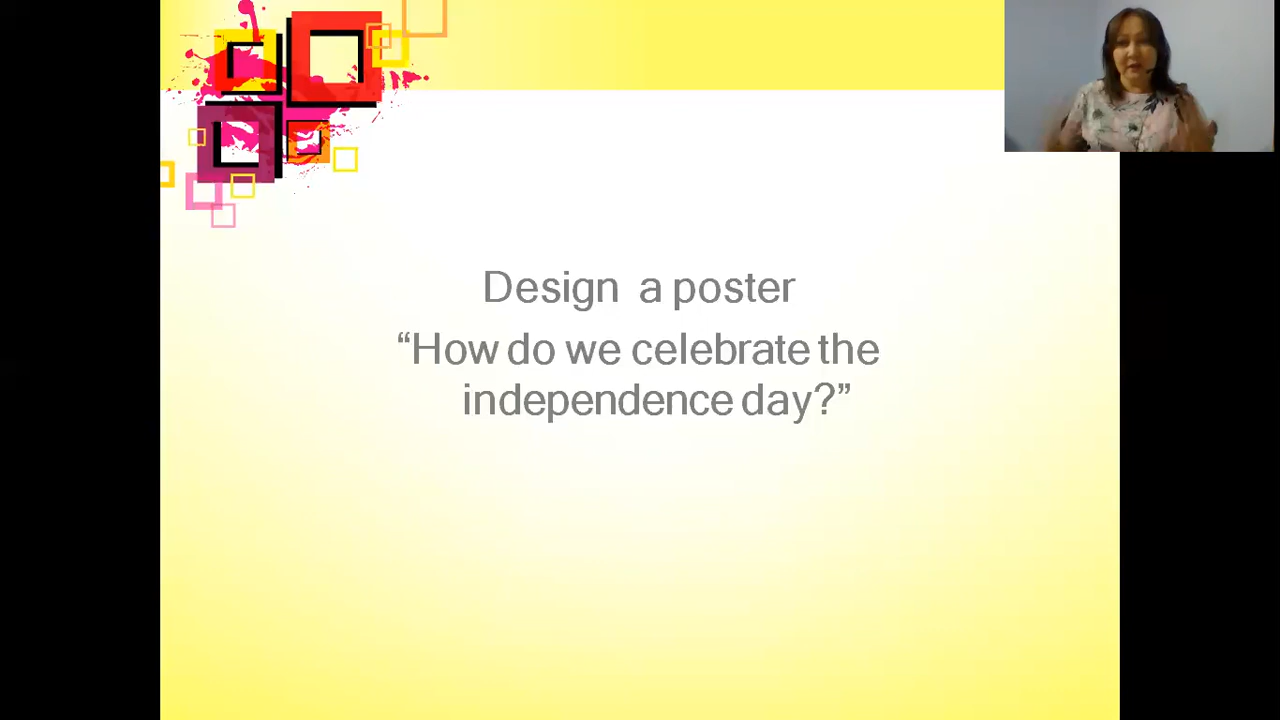 Design a poster
“How do we celebrate the
independence day?”